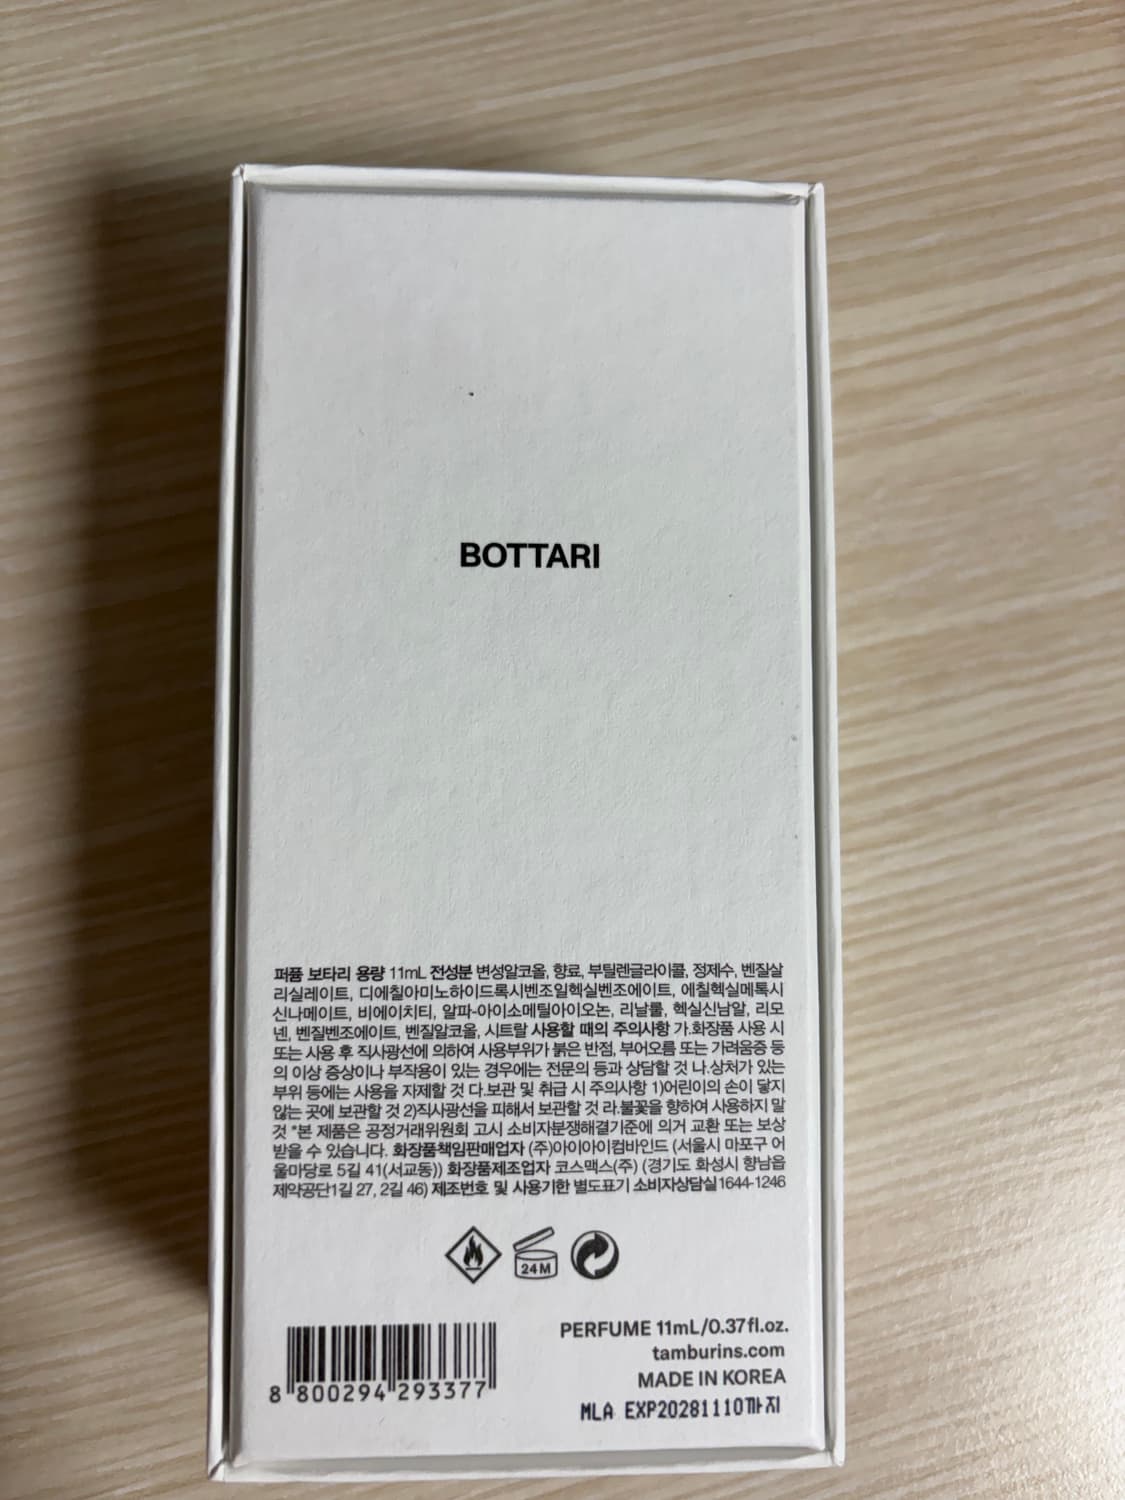 BOTTARI
퍼퓸 보타리 용량 11mL 전성분 변성알코올, 향료, 부틸렌글라이콜, 정제수, 벤질살
리실레이트, 디에칠아미노하이드록시벤조일헥실벤조에이트, 에칠헥실메톡시
신나메이트, 비에이치티, 알파-아이소메틸아이오논, 리날룰, 헥실신남알, 리모
넨, 벤질벤조에이트, 벤질알코올, 시트랄 사용할 때의 주의사항 가.화장품 사용 시
또는 사용 후 직사광선에 의하여 사용부위가 붉은 반점, 부어오름 또는 가려움증 등
의 이상 증상이나 부작용이 있는 경우에는 전문의 등과 상담할 것 나.상처가 있는
부위 등에는 사용을 자제할 것 다.보관 및 취급 시 주의사항 1)어린이의 손이 닿지
않는 곳에 보관할 것 2)직사광선을 피해서 보관할 것 라.불꽃을 향하여 사용하지 말
것 *본 제품은 공정거래위원회 고시 소비자분쟁해결기준에 의거 교환 또는 보상
받을 수 있습니다. 화장품책임판매업자 (주)아이아이컴바인드 (서울시 마포구 어
울마당로 5길 41(서교동)) 화장품제조업자 코스맥스(주) (경기도 화성시 향남읍
제약공단1길 27, 2길 46) 제조번호 및 사용기한 별도표기 소비자상담실1644-1246
24M
8 800294 293377
PERFUME 11mL/0.37fl.oz.
tamburins.com
MADE IN KOREA
MLA EXP20281110까지